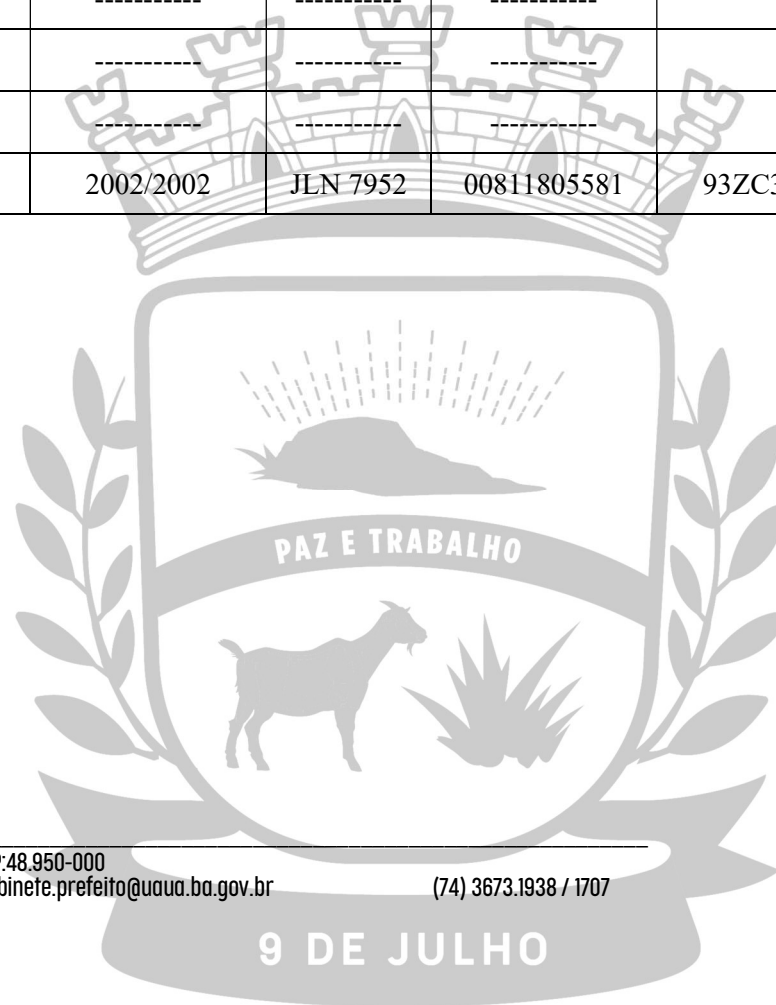 ----------- ----------- -----------
----------- ----------- -----------
----------- ----------- -----------
2002/2002 JLN 7952 00811805581 93ZC3
PAZ E TRABALHO
:48.950-000
binete.prefeito@uaua.ba.gov.br (74) 3673.1938 / 1707
9 DE JULHO